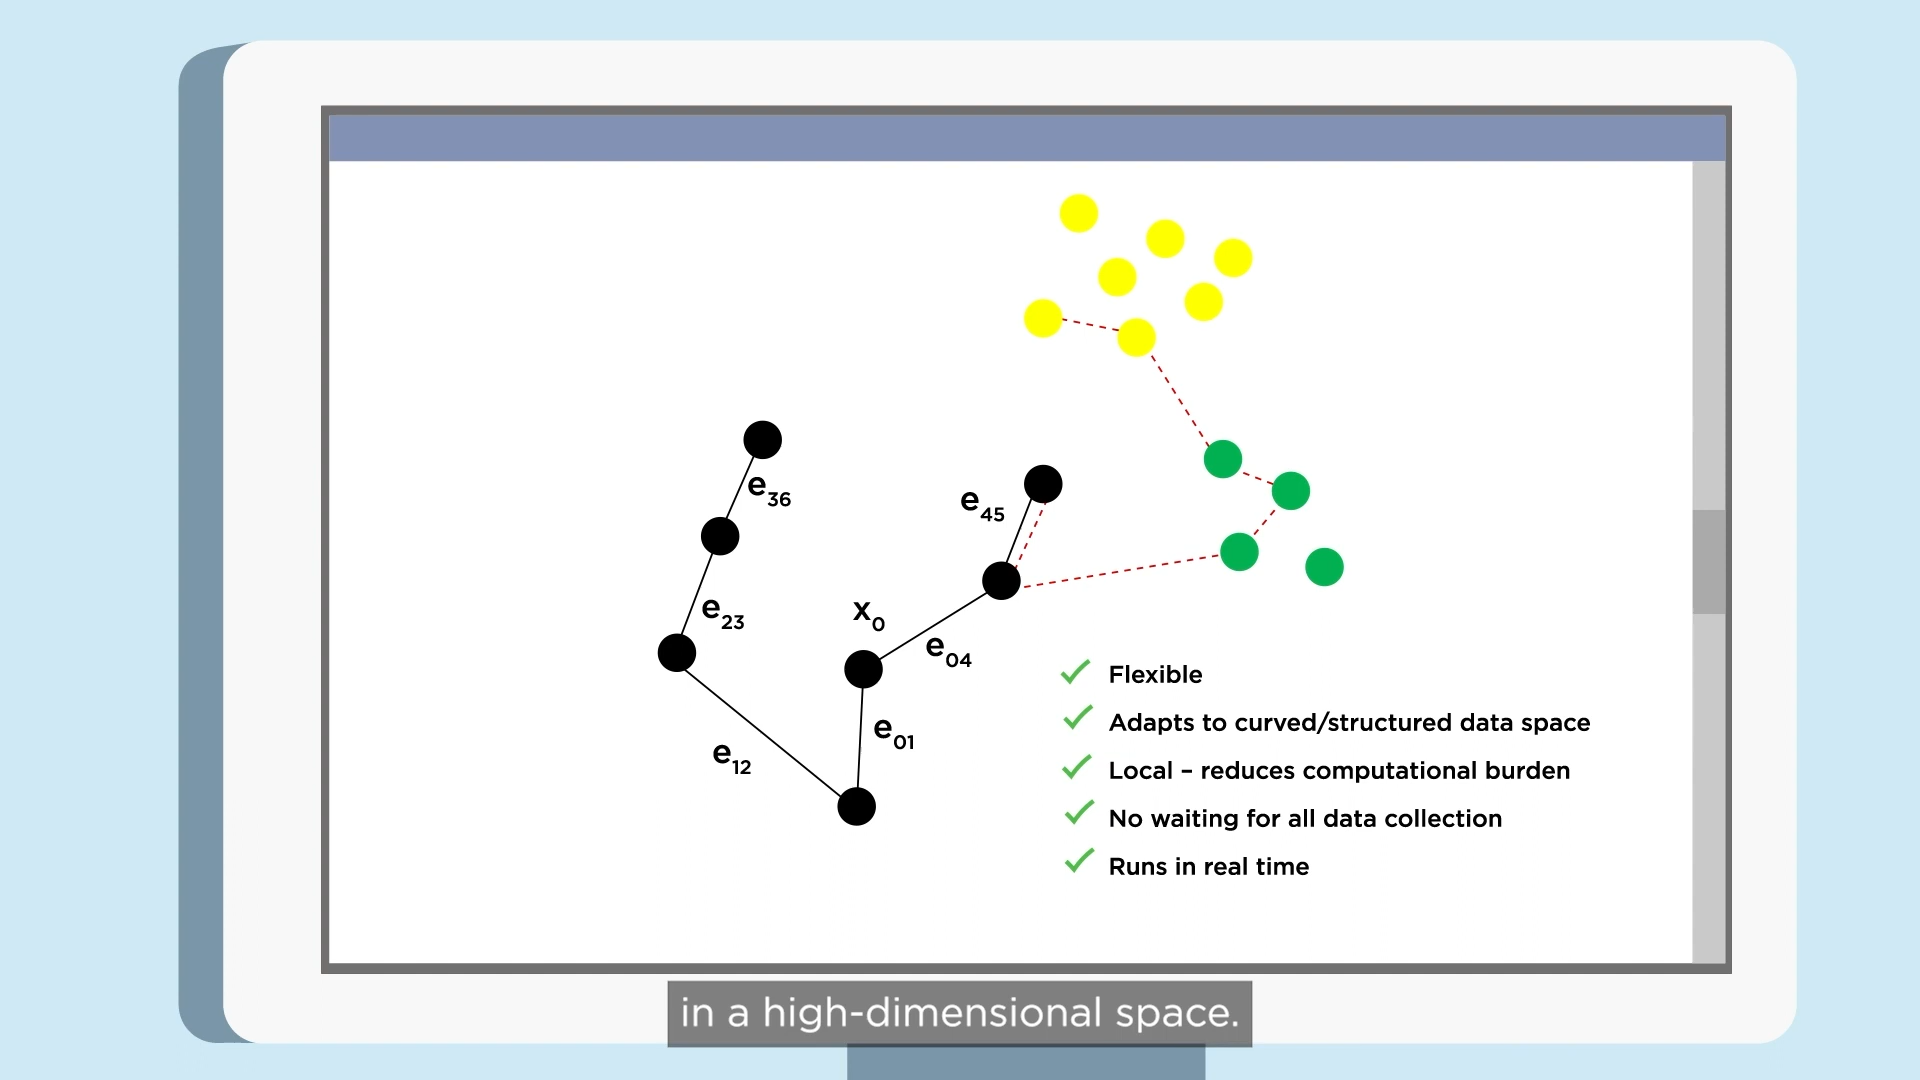 e36
e45
e23
x0
e04
e01
e12
Flexible
Adapts to curved/structured data space
Local – reduces computational burden
No waiting for all data collection
Runs in real time
in a high-dimensional space.